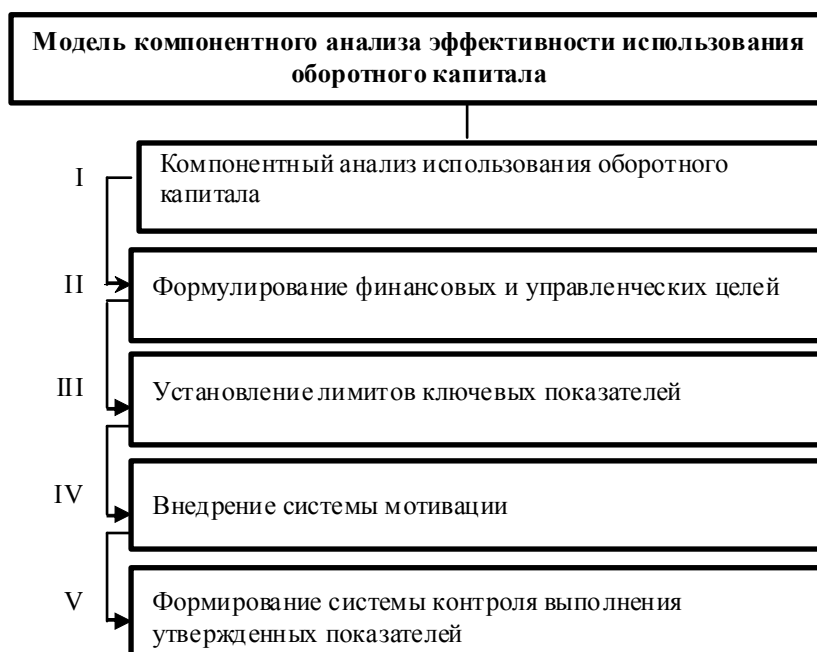 Модель компонентного анализа эффективности использования
оборотного капитала
I
Компонентный анализ использования оборотного
капитала
II
Формулирование финансовых и управленческих целей
III
Установление лимитов ключевых показателей
IV
Внедрение системы мотивации
V
Формирование системы контроля выполнения
утвержденных показателей